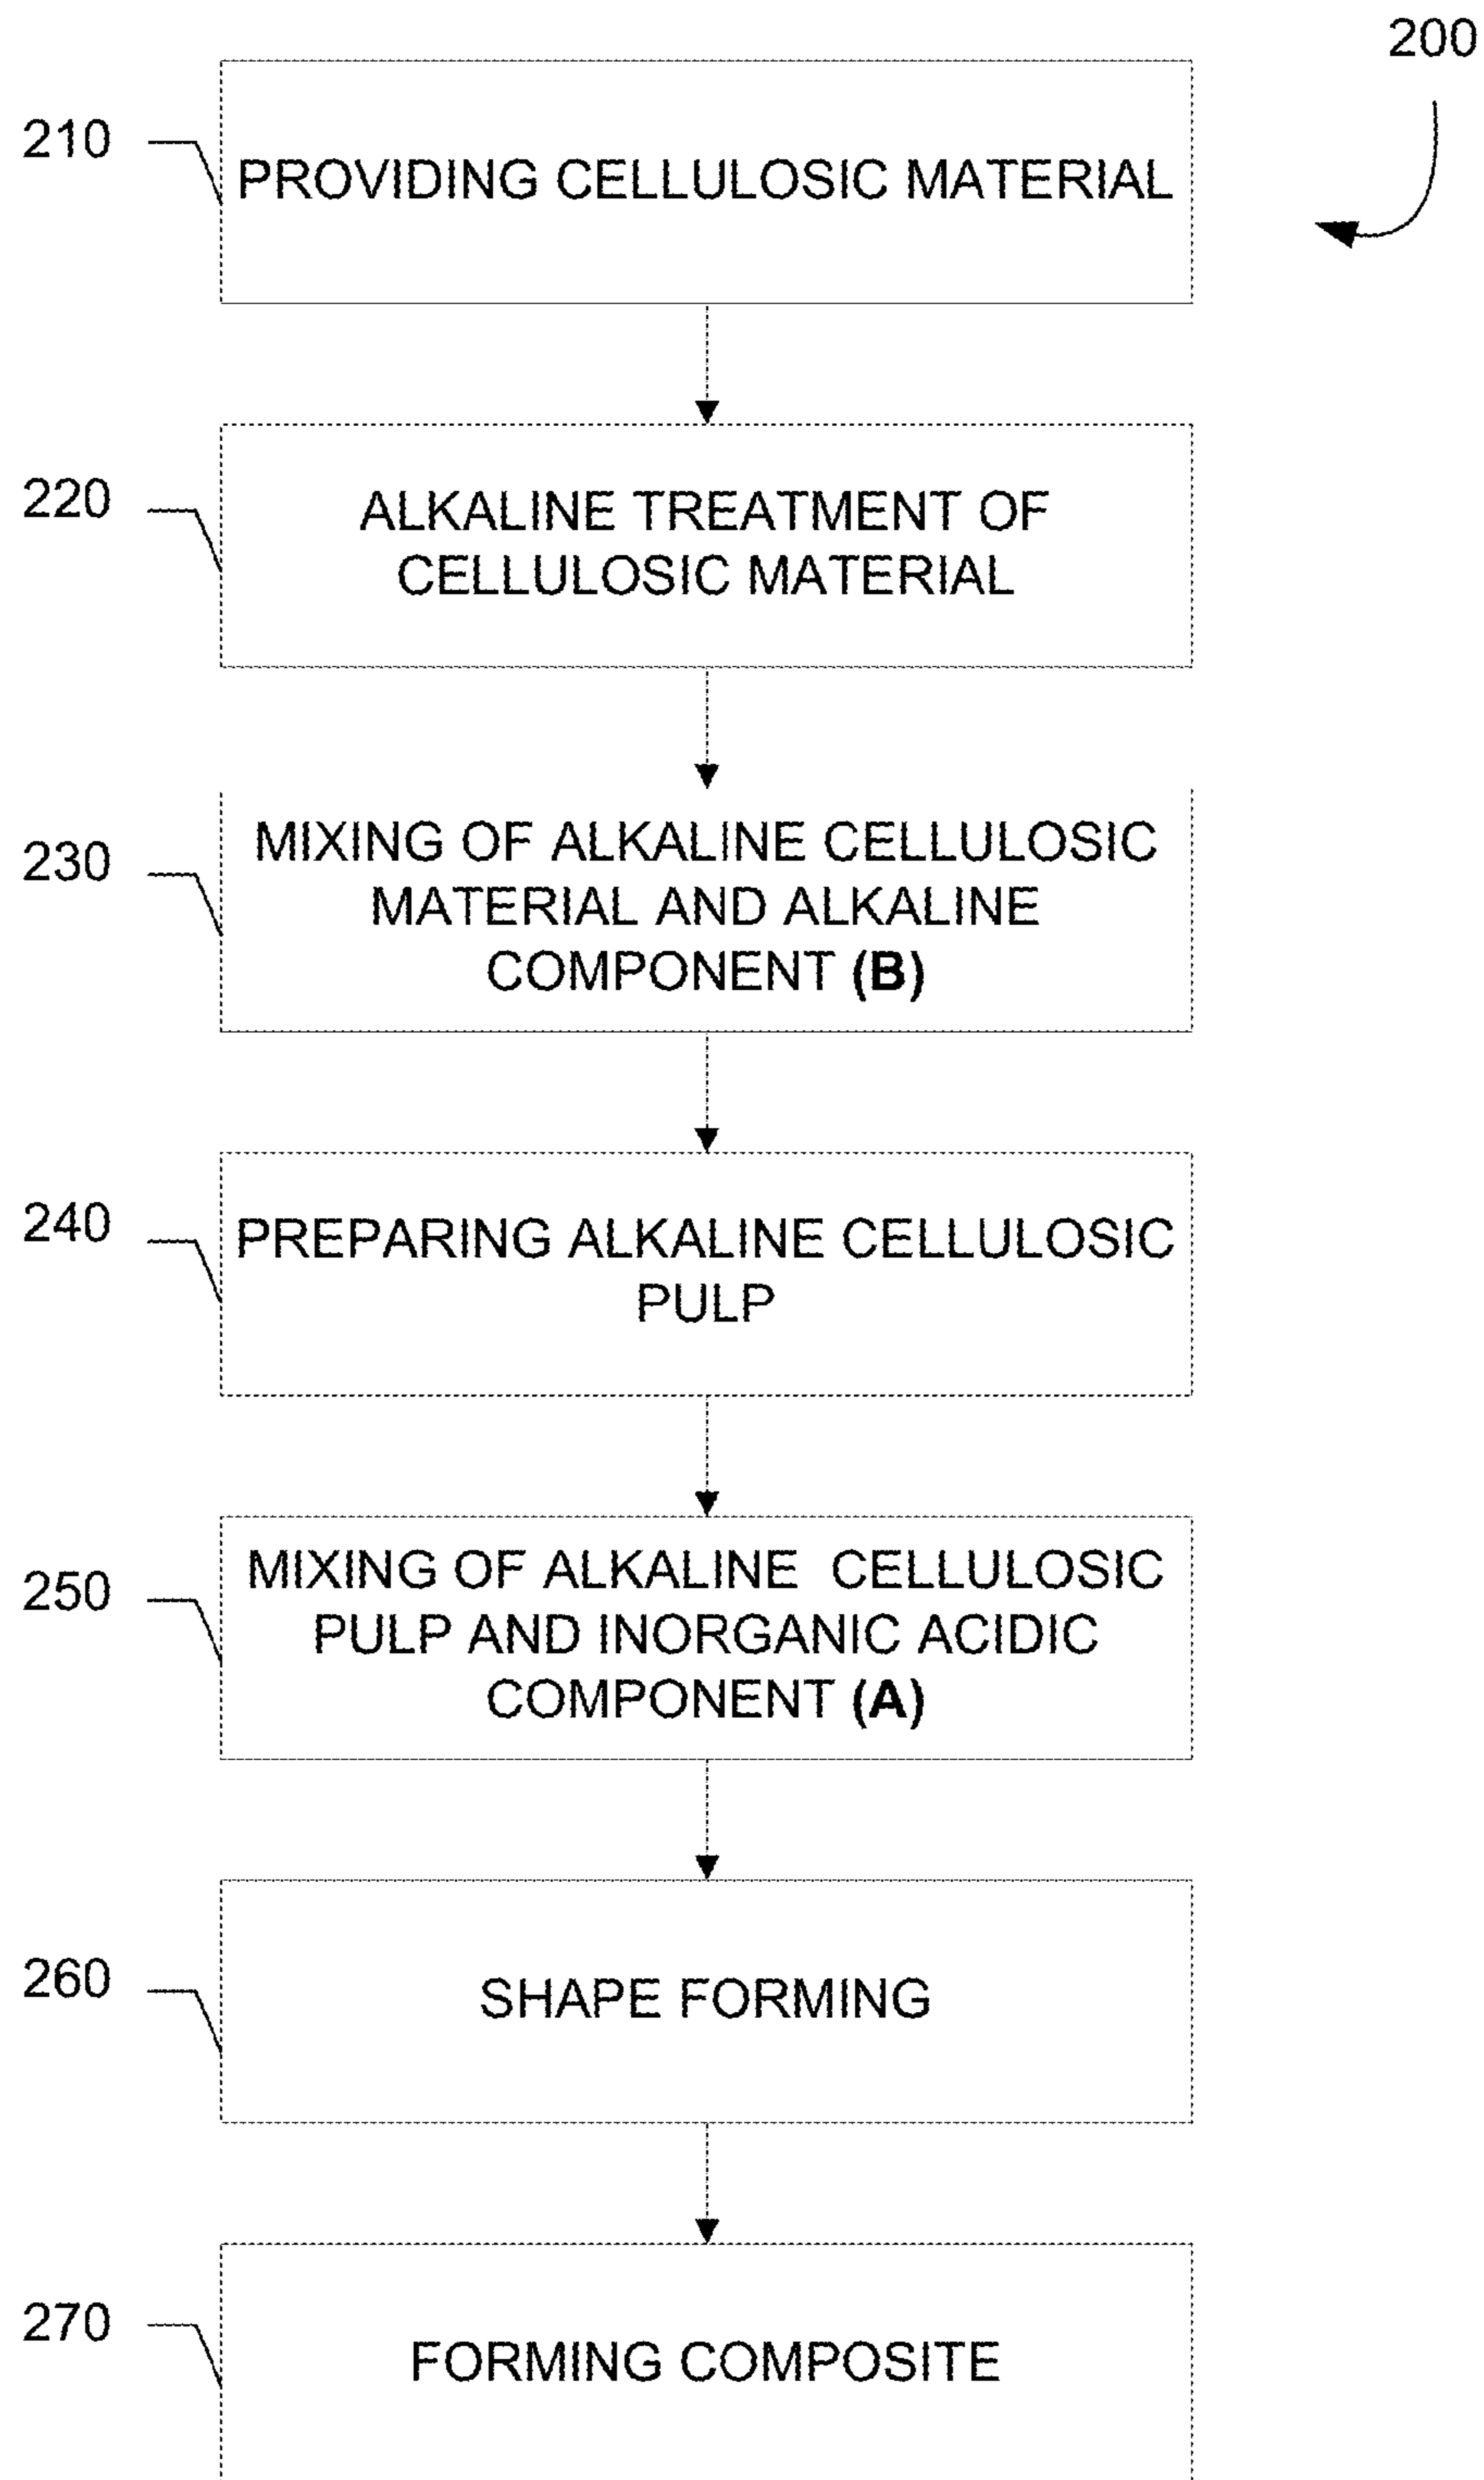 200
210
PROVIDING CELLULOSIC MATERIAL
220
ALKALINE TREATMENT OF
CELLULOSIC MATERIAL
230
MIXING OF ALKALINE CELLULOSIC
MATERIAL AND ALKALINE
COMPONENT (B)
240
PREPARING ALKALINE CELLULOSIC
PULP
250
MIXING OF ALKALINE CELLULOSIC
PULP AND INORGANIC ACIDIC
COMPONENT (A)
260
SHAPE FORMING
270
FORMING COMPOSITE